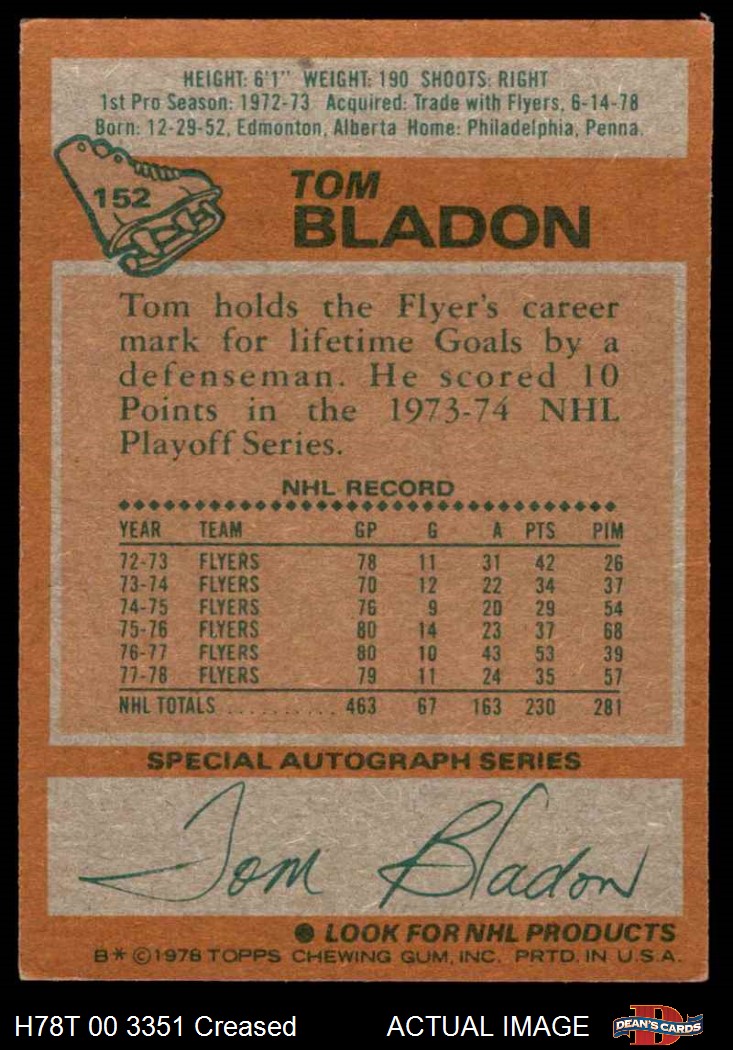 HEIGHT: 6'1" WEIGHT: 190 SHOOTS: RIGHT
1st Pro Season: 1972-73 Acquired: Trade with Flyers, 6-14-78
Born: 12-29-52, Edmonton, Alberta Home: Philadelphia, Penna.
152
TOM
BLADON
Tom holds the Flyer's career
mark for lifetime Goals by a
defenseman. He scored 10
Points in the 1973-74 NHL
Playoff Series.
NHL RECORD
YEAR TEAM GP G A PTS PIM
72-73 FLYERS 78 11 31 42 26
73-74 FLYERS 70 12 22 34 37
74-75 FLYERS 76 9 20 29 54
75-76 FLYERS 80 14 23 37 68
76-77 FLYERS 80 10 43 53 39
77-78 FLYERS 79 11 24 35 57
NHL TOTALS ........... 463 67 163 230 281
SPECIAL AUTOGRAPH SERIES
Tom Bladon
● LOOK FOR NHL PRODUCTS
B* ©1978 TOPPS CHEWING GUM, INC. PRTD. IN U.S.A.
H78T 00 3351 Creased ACTUAL IMAGE D DEAN'S CARDS